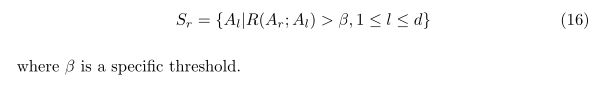 S_r = {A_l|R(A_r; A_l) > β, 1 ≤ l ≤ d} (16)
where β is a specific threshold.